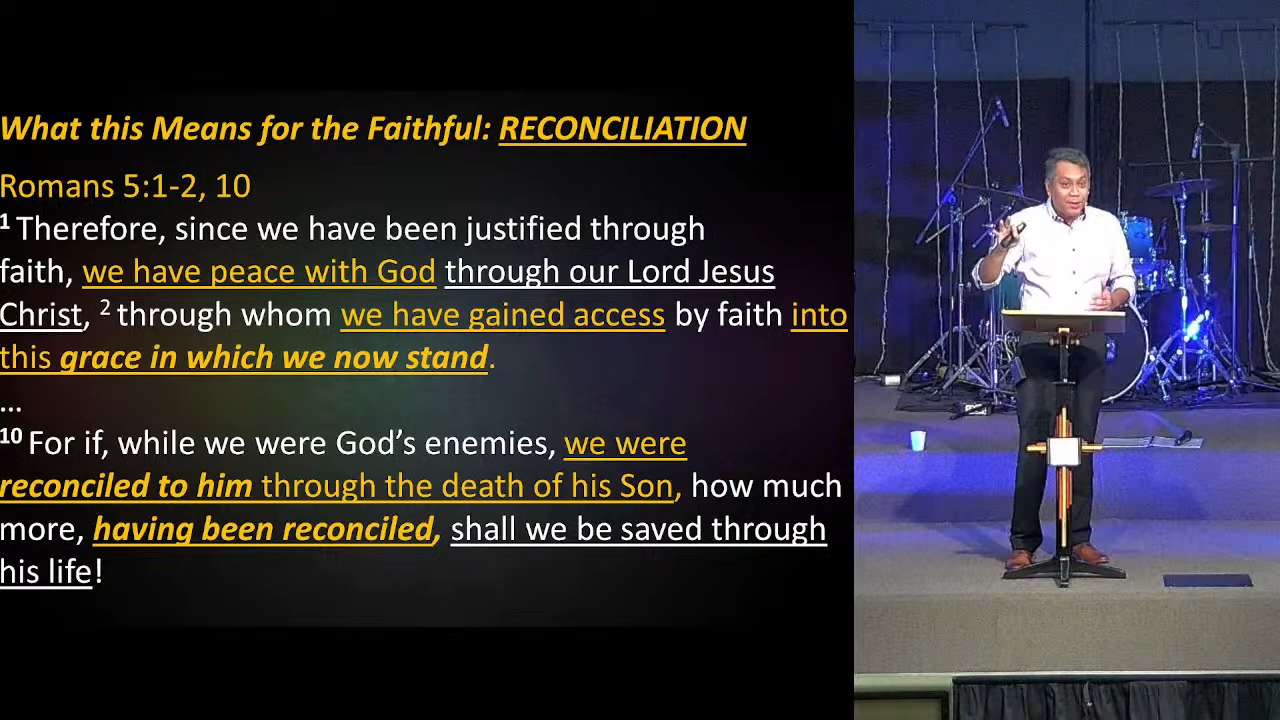 What this Means for the Faithful: RECONCILIATION
Romans 5:1-2, 10
1 Therefore, since we have been justified through
faith, we have peace with God through our Lord Jesus
Christ, 2 through whom we have gained access by faith into
this grace in which we now stand.
...
10 For if, while we were God’s enemies, we were
reconciled to him through the death of his Son, how much
more, having been reconciled, shall we be saved through
his life!